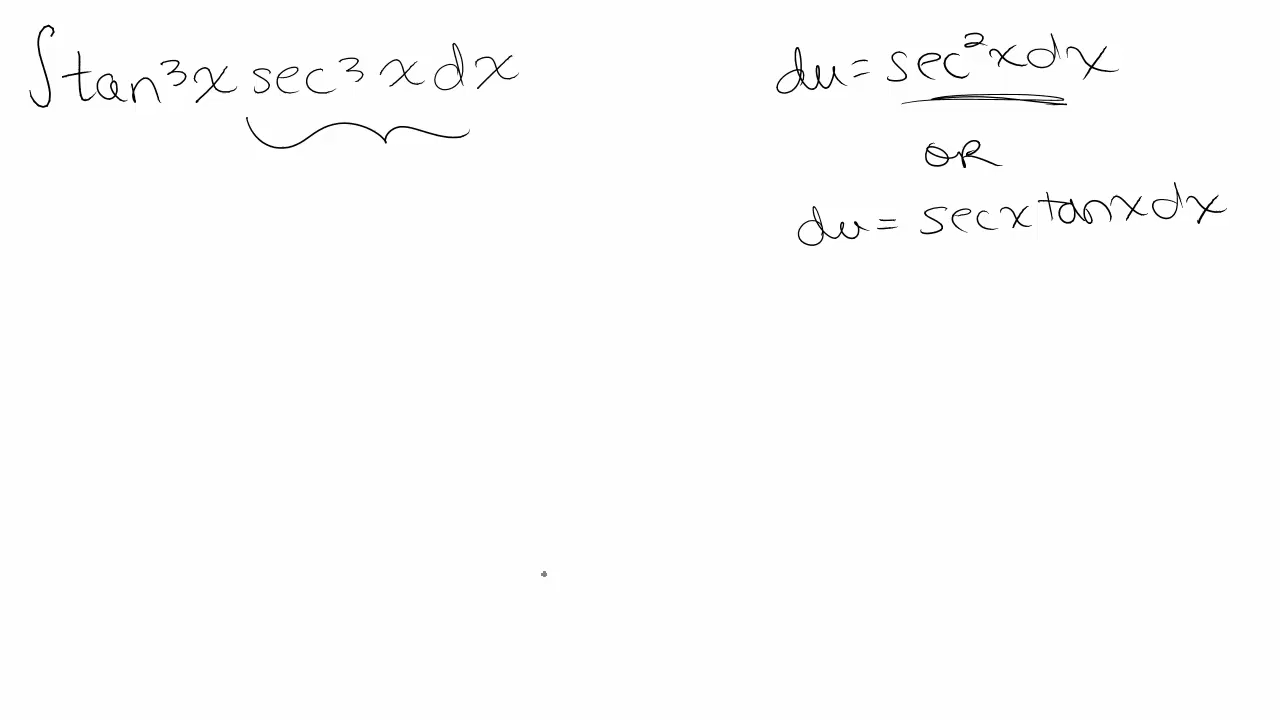 ∫tan³x sec³x dx
du = sec²x dx
OR
du = secx tanx dx